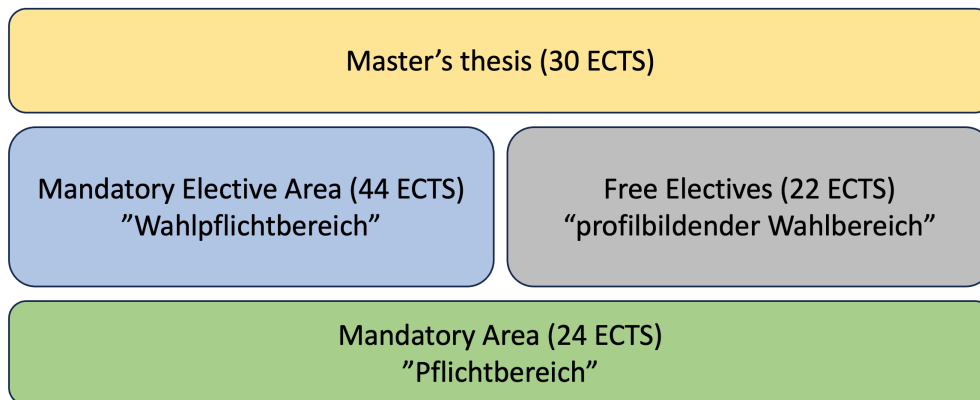 Master’s thesis (30 ECTS)
Mandatory Elective Area (44 ECTS)
”Wahlpflichtbereich”
Free Electives (22 ECTS)
“profilbildender Wahlbereich”
Mandatory Area (24 ECTS)
”Pflichtbereich”